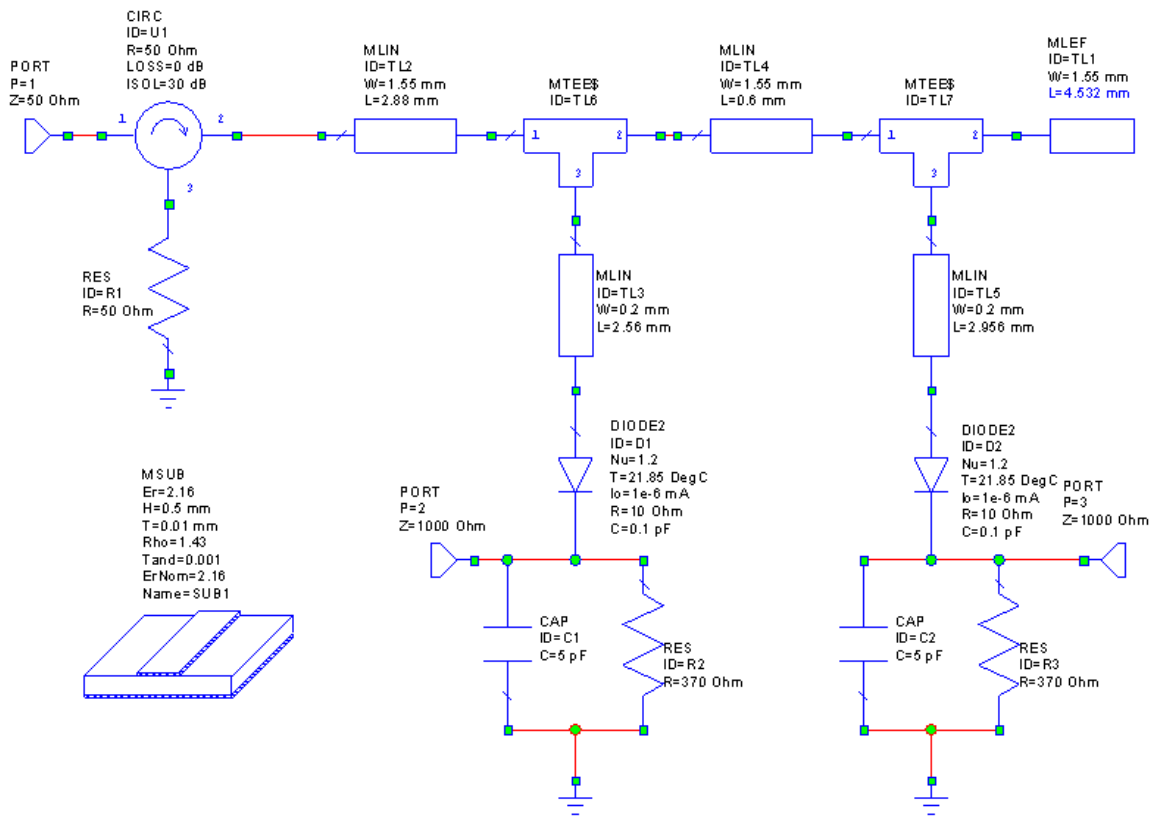 CIRC
ID=U1
R=50 Ohm
LOSS=0 dB
ISOL=30 dB
PORT
P=1
Z=50 Ohm
1
2
3
RES
ID=R1
R=50 Ohm
MLIN
ID=TL2
W=1.55 mm
L=2.88 mm
MTEE$
ID=TL6
1
2
3
MLIN
ID=TL4
W=1.55 mm
L=0.6 mm
MTEE$
ID=TL7
1
2
3
MLEF
ID=TL1
W=1.55 mm
L=4.532 mm
MLIN
ID=TL3
W=0.2 mm
L=2.56 mm
MLIN
ID=TL5
W=0.2 mm
L=2.956 mm
DIODE2
ID=D1
Nu=1.2
T=21.85 DegC
Io=1e-6 mA
R=10 Ohm
C=0.1 pF
DIODE2
ID=D2
Nu=1.2
T=21.85 DegC
Io=1e-6 mA
R=10 Ohm
C=0.1 pF
PORT
P=2
Z=1000 Ohm
PORT
P=3
Z=1000 Ohm
MSUB
Er=2.16
H=0.5 mm
T=0.01 mm
Rho=1.43
Tand=0.001
ErNom=2.16
Name=SUB1
CAP
ID=C1
C=5 pF
RES
ID=R2
R=370 Ohm
CAP
ID=C2
C=5 pF
RES
ID=R3
R=370 Ohm